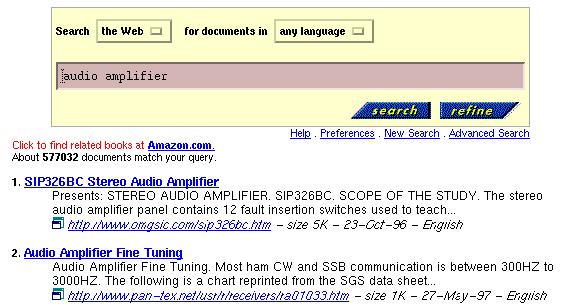 Search the Web for documents in any language
audio amplifier
search refine
Help . Preferences . New Search . Advanced Search
Click to find related books at Amazon.com.
About 577032 documents match your query.
1. SIP326BC Stereo Audio Amplifier
Presents: STEREO AUDIO AMPLIFIER. SIP326BC. SCOPE OF THE STUDY. The stereo
audio amplifier panel contains 12 fault insertion switches used to teach...
http://www.omgsic.com/sip326bc.htm - size 5K - 23-Oct-96 - English
2. Audio Amplifier Fine Tuning
Audio Amplifier Fine Tuning. Most ham CW and SSB communication is between 300HZ to
3000HZ. The following is a chart reprinted from the SGS data sheet...
http://www.pan-tex.net/usr/r/receivers/ra01033.htm - size 1K - 27-May-97 - English